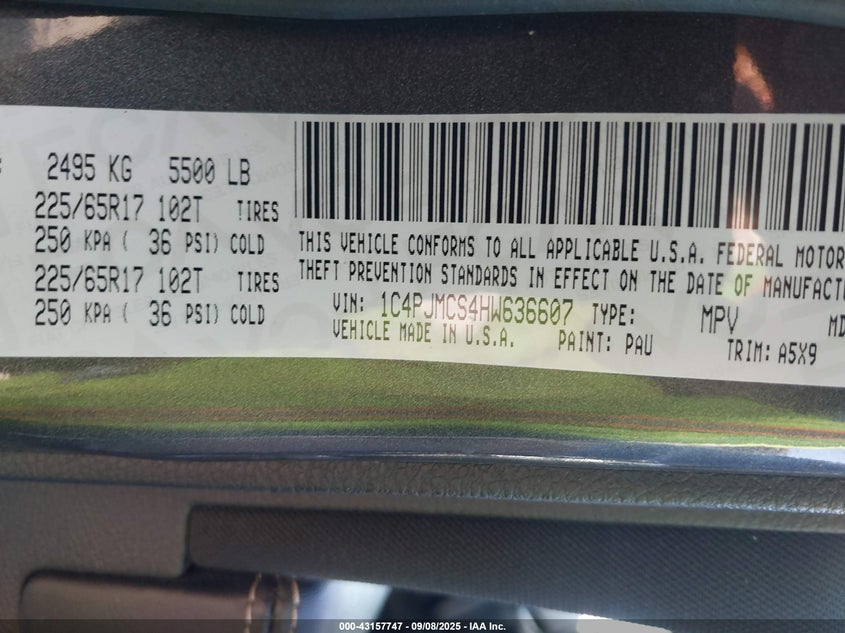 2495 KG 5500 LB
225/65R17 102T TIRES
250 KPA ( 36 PSI) COLD
225/65R17 102T TIRES
250 KPA ( 36 PSI) COLD
THIS VEHICLE CONFORMS TO ALL APPLICABLE U.S.A. FEDERAL MOTOR
THEFT PREVENTION STANDARDS IN EFFECT ON THE DATE OF MANUFACTU
VIN: 1C4PJMCS4HW636607 TYPE: MPV MD
VEHICLE MADE IN U.S.A. PAINT: PAU TRIM: A5X9
000-43157747 - 09/08/2025 - IAA Inc.